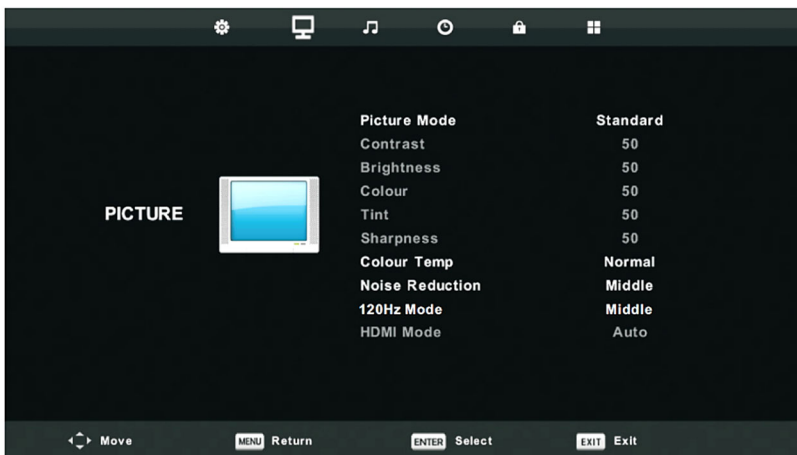 PICTURE
Picture Mode Standard
Contrast 50
Brightness 50
Colour 50
Tint 50
Sharpness 50
Colour Temp Normal
Noise Reduction Middle
120Hz Mode Middle
HDMI Mode Auto
Move MENU Return ENTER Select EXIT Exit